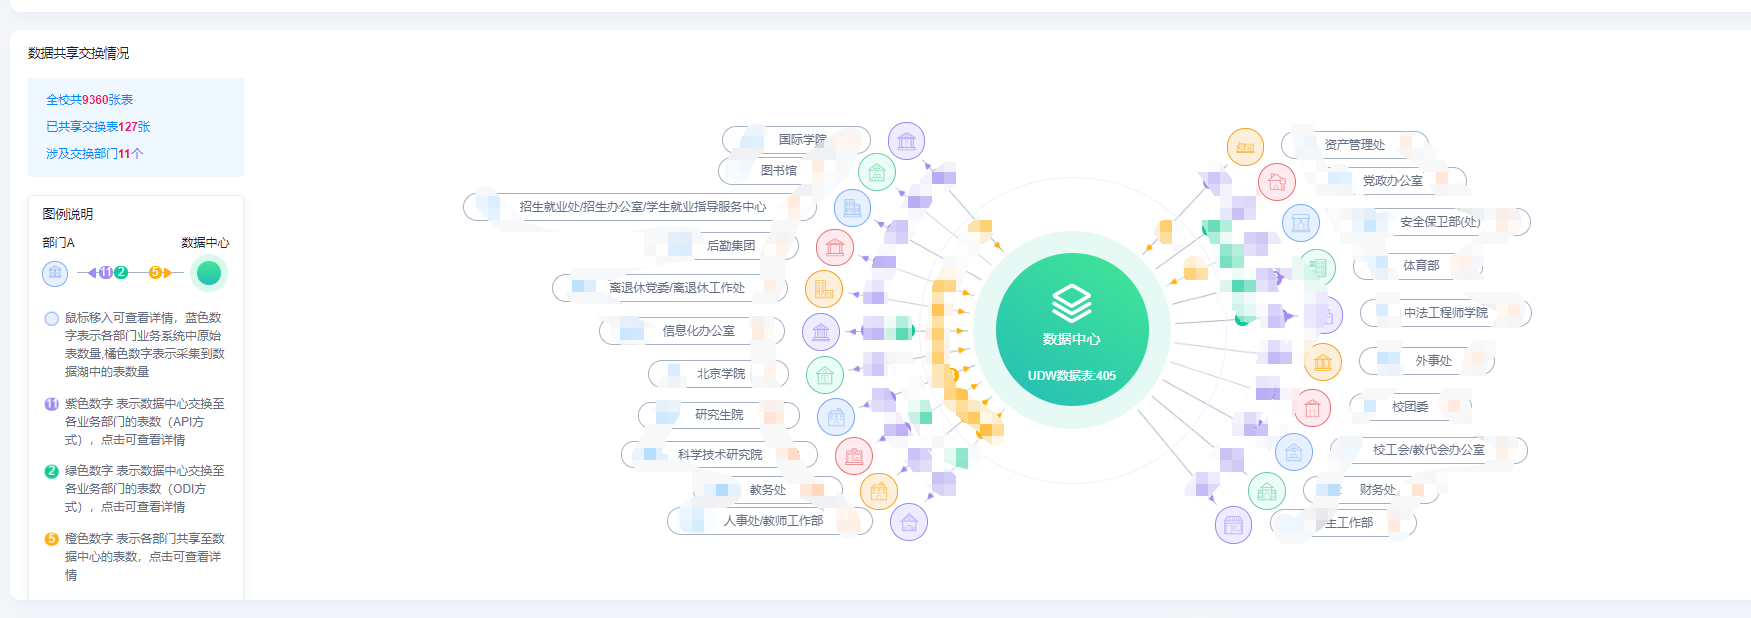 数据共享交换情况
全校共9360张表
已共享交换表127张
涉及交换部门11个
图例说明
部门A
数据中心
11
2
5
鼠标移入可查看详情，蓝色数
字表示各部门业务系统中原始
表数量,橘色数字表示采集到数
据湖中的表数量
11
紫色数字 表示数据中心交换至
各业务部门的表数（API方
式），点击可查看详情
2
绿色数字 表示数据中心交换至
各业务部门的表数（ODI方
式），点击可查看详情
5
橙色数字 表示各部门共享至数
据中心的表数，点击可查看详
情
国际学院
图书馆
招生就业处/招生办公室/学生就业指导服务中心
后勤集团
离退休党委/离退休工作处
信息化办公室
北京学院
研究生院
科学技术研究院
教务处
人事处/教师工作部
数据中心
UDW数据表:405
资产管理处
党政办公室
安全保卫部(处)
体育部
中法工程师学院
外事处
校团委
校工会/教代会办公室
财务处
工作部